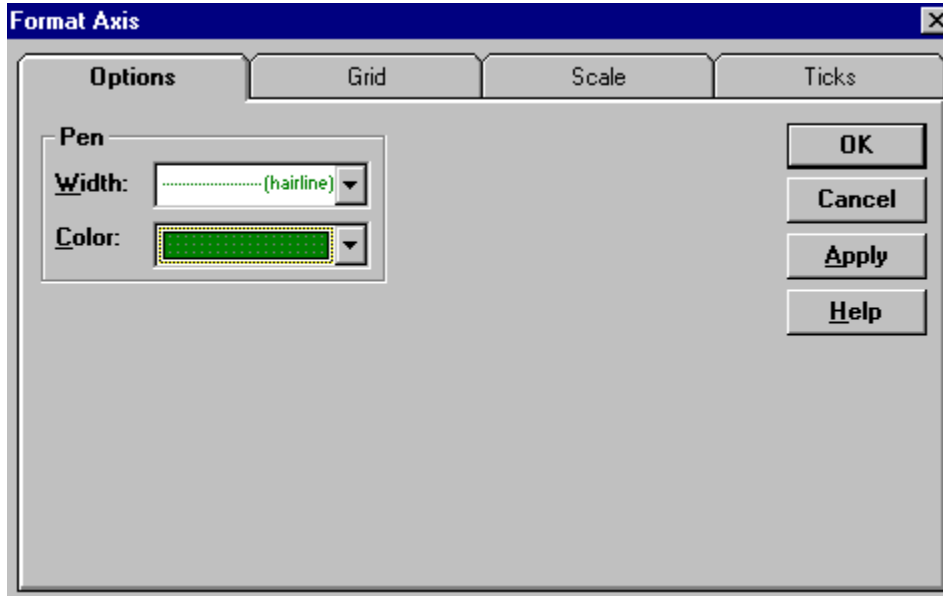 Format Axis
Options Grid Scale Ticks
Pen
Width: (hairline)
Color:
OK
Cancel
Apply
Help